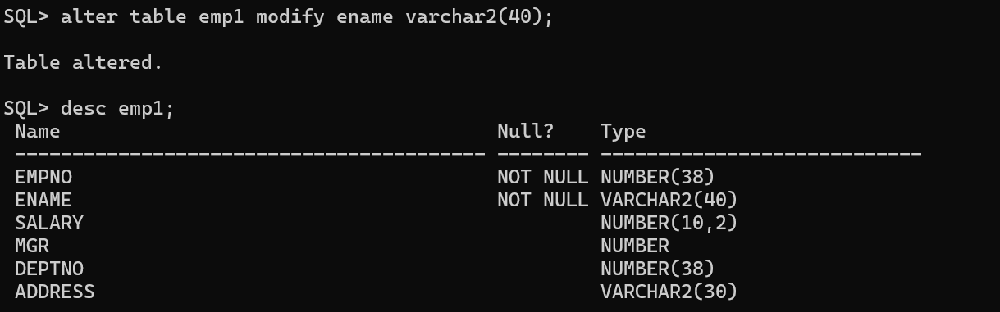 SQL> alter table emp1 modify ename varchar2(40);
Table altered.
SQL> desc emp1;
Name                                      Null?    Type
----------------------------------------- -------- ----------------------------
EMPNO                                     NOT NULL NUMBER(38)
ENAME                                     NOT NULL VARCHAR2(40)
SALARY                                             NUMBER(10,2)
MGR                                                NUMBER
DEPTNO                                             NUMBER(38)
ADDRESS                                            VARCHAR2(30)